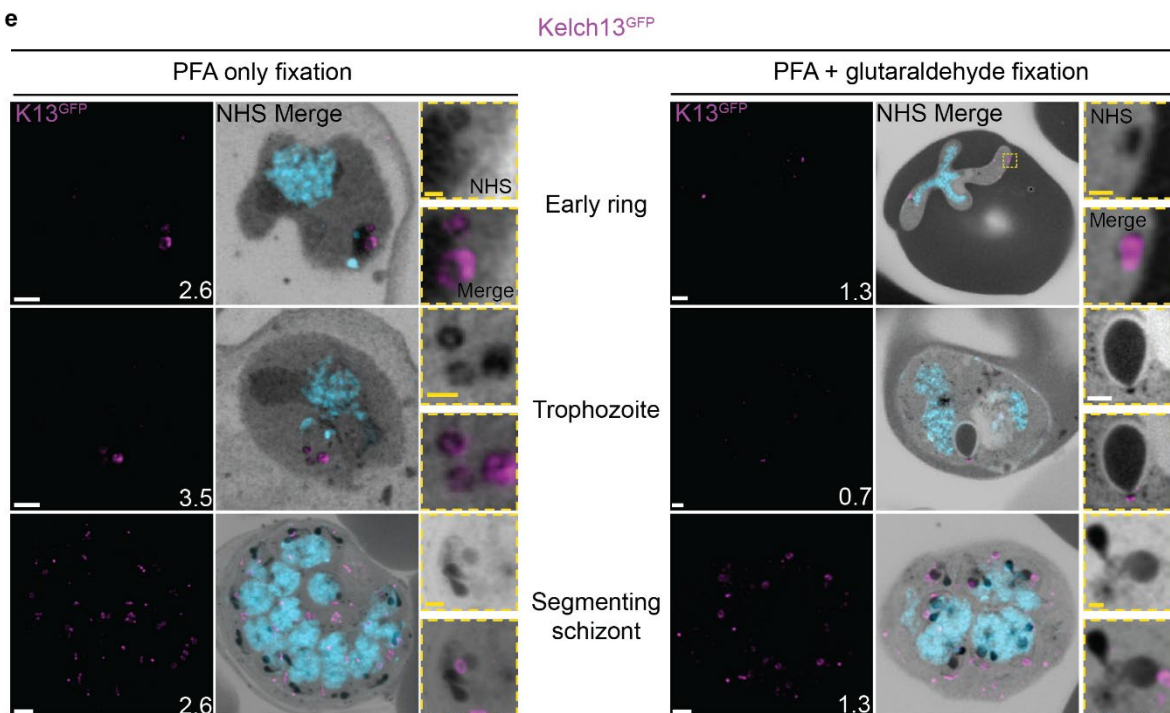 e
Kelch13GFP
PFA only fixation
PFA + glutaraldehyde fixation
K13GFP
NHS Merge
NHS
Merge
2.6
Early ring
K13GFP
NHS Merge
NHS
Merge
1.3
3.5
Trophozoite
0.7
2.6
Segmenting
schizont
1.3